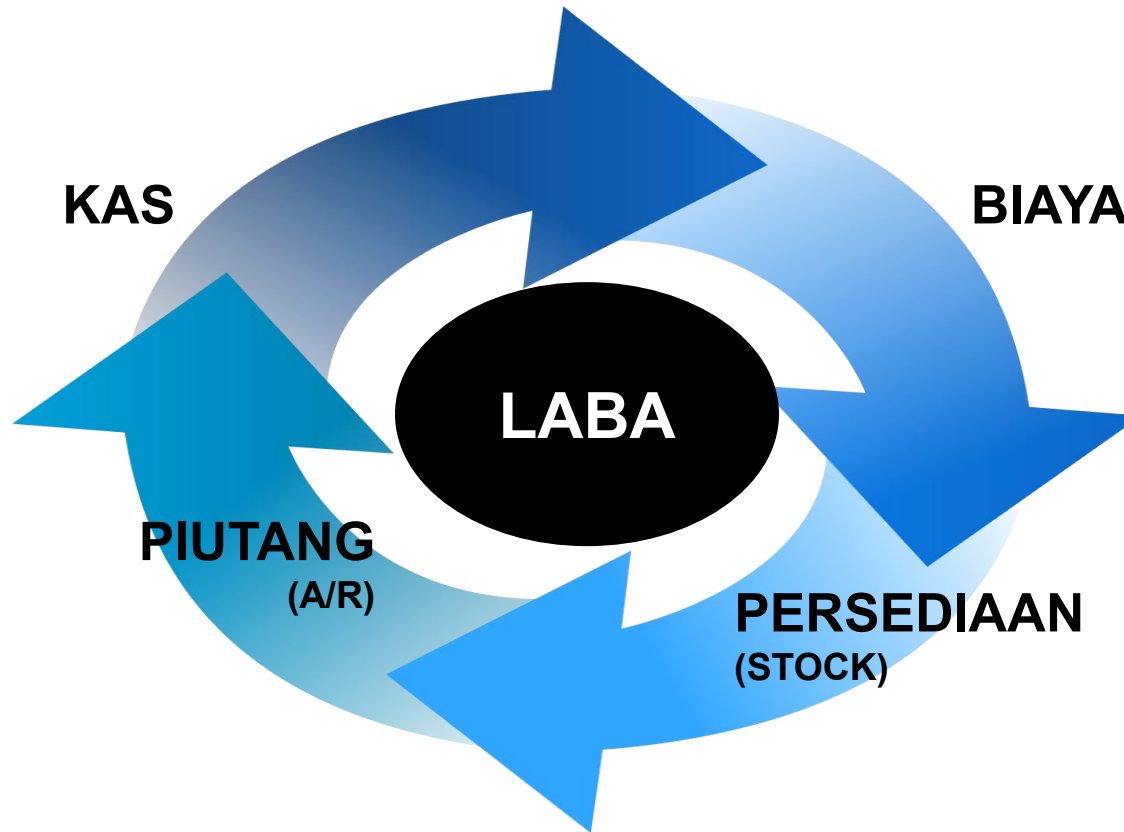 KAS
BIAYA
LABA
PIUTANG
(A/R)
PERSEDIAAN
(STOCK)